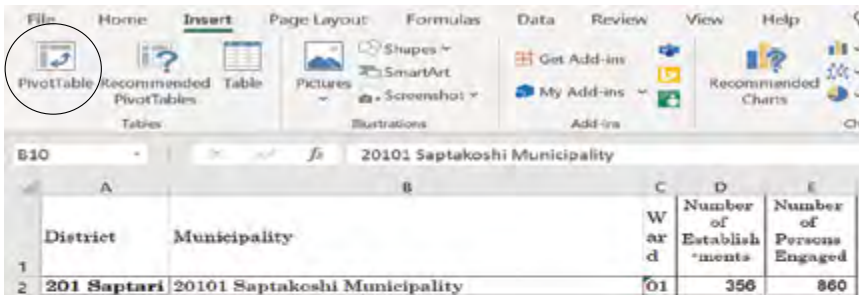 File Home Insert Page Layout Formulas Data Review View Help
PivotTable Recommended PivotTables Table
Pictures Shapes SmartArt Screenshot
Get Add-ins
My Add-ins
Recommended Charts
Tables Illustrations Add-ins
B10 fx 20101 Saptakoshi Municipality
A B C D E
1 District Municipality Ward Number of Establish-ments Number of Persons Engaged
2 201 Saptari 20101 Saptakoshi Municipality 01 356 860